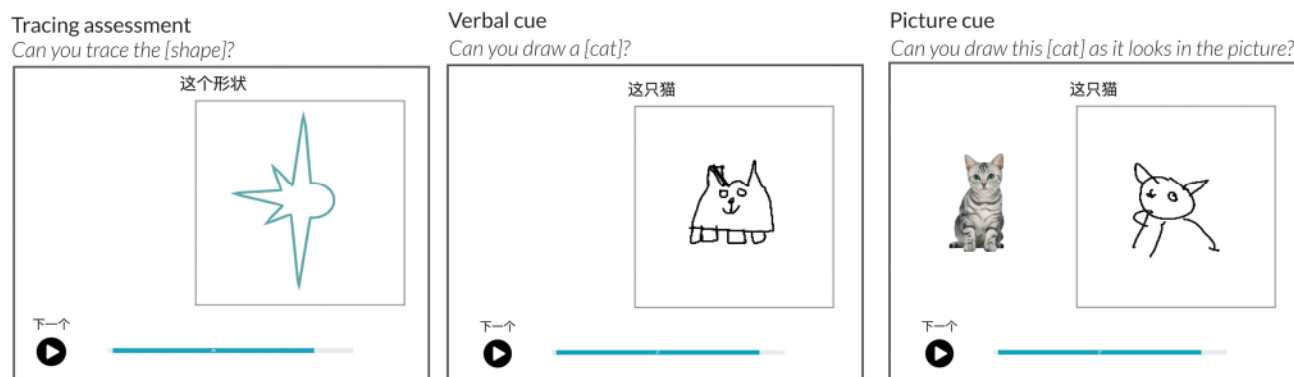 Tracing assessment
Can you trace the [shape]?
这个形状
下一个
Verbal cue
Can you draw a [cat]?
这只猫
下一个
Picture cue
Can you draw this [cat] as it looks in the picture?
这只猫
下一个